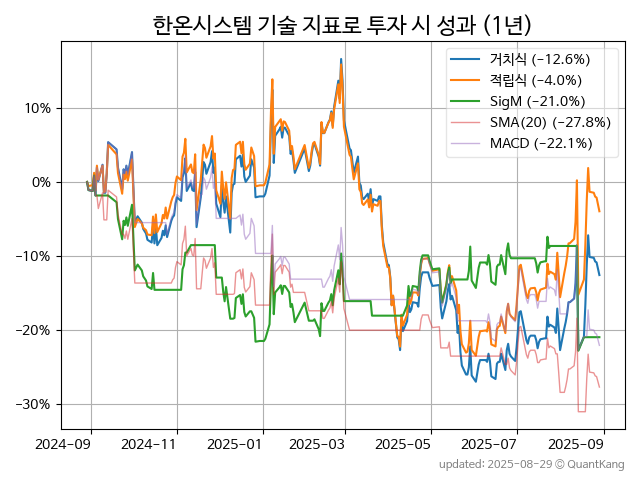 한온시스템 기술 지표로 투자 시 성과 (1년)
거치식 (−12.6%)
적립식 (−4.0%)
SigM (−21.0%)
SMA(20) (−27.8%)
MACD (−22.1%)
10%
0%
−10%
−20%
−30%
2024-09
2024-11
2025-01
2025-03
2025-05
2025-07
2025-09
updated: 2025-08-29 © QuantKang